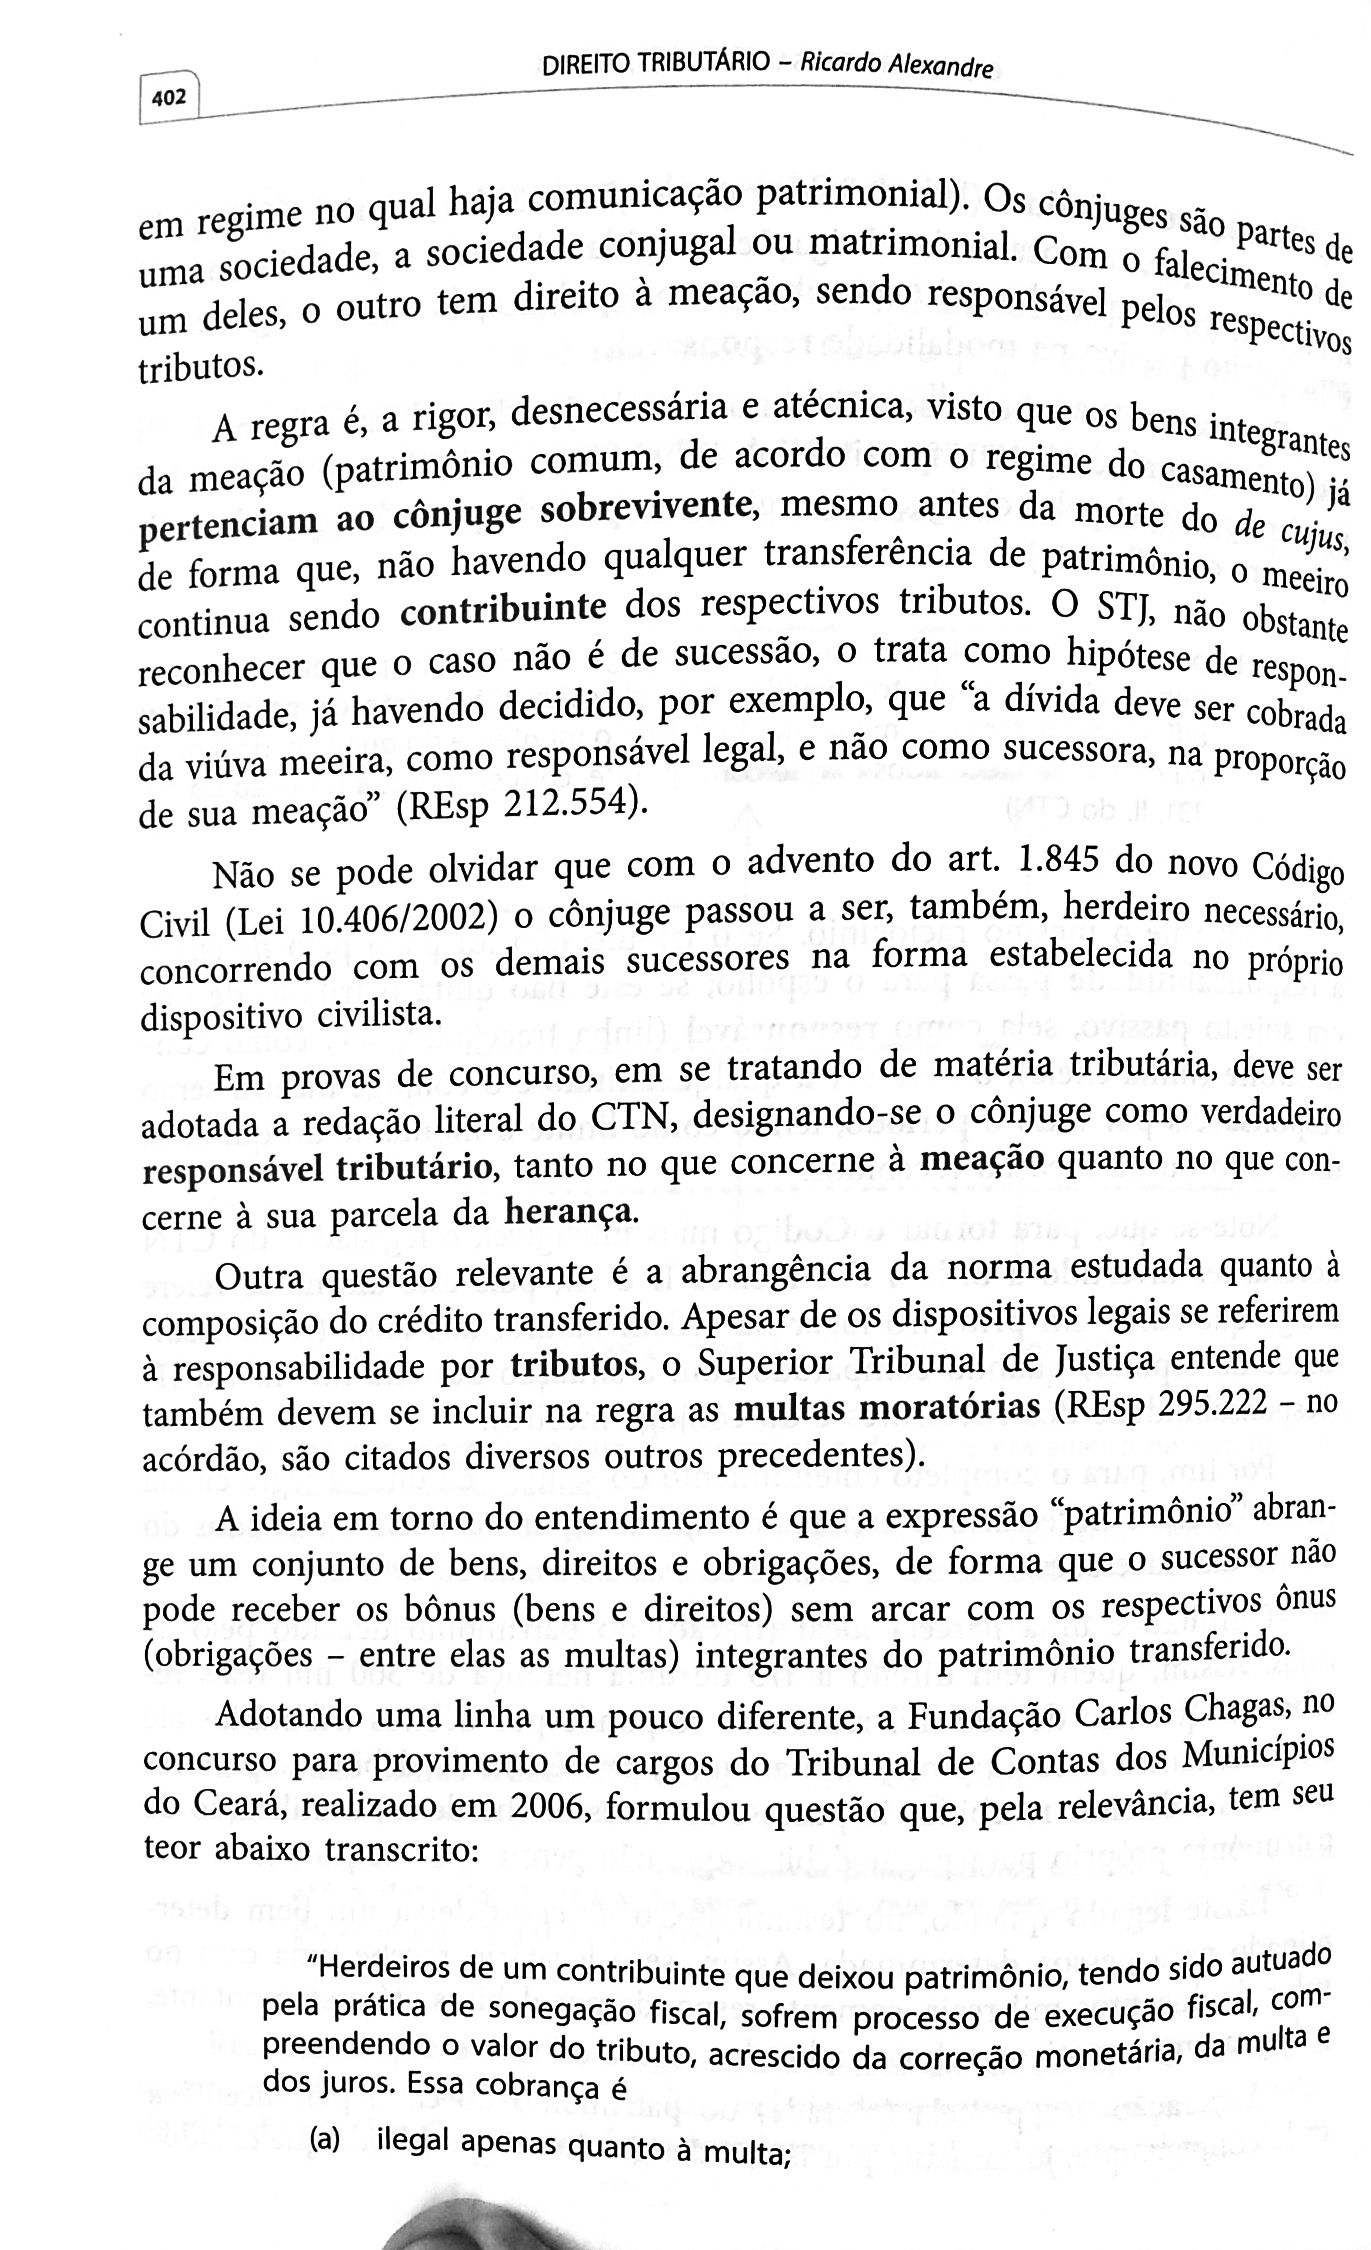 DIREITO TRIBUTÁRIO – Ricardo Alexandre
402
em regime no qual haja comunicação patrimonial). Os cônjuges são partes de
uma sociedade, a sociedade conjugal ou matrimonial. Com o falecimento de
um deles, o outro tem direito à meação, sendo responsável pelos respectivos
tributos.
A regra é, a rigor, desnecessária e atécnica, visto que os bens integrantes
da meação (patrimônio comum, de acordo com o regime do casamento) já
pertenciam ao cônjuge sobrevivente, mesmo antes da morte do de cujus,
de forma que, não havendo qualquer transferência de patrimônio, o meeiro
continua sendo contribuinte dos respectivos tributos. O STJ, não obstante
reconhecer que o caso não é de sucessão, o trata como hipótese de respon-
sabilidade, já havendo decidido, por exemplo, que “a dívida deve ser cobrada
da viúva meeira, como responsável legal, e não como sucessora, na proporção
de sua meação” (REsp 212.554).
Não se pode olvidar que com o advento do art. 1.845 do novo Código
Civil (Lei 10.406/2002) o cônjuge passou a ser, também, herdeiro necessário,
concorrendo com os demais sucessores na forma estabelecida no próprio
dispositivo civilista.
Em provas de concurso, em se tratando de matéria tributária, deve ser
adotada a redação literal do CTN, designando-se o cônjuge como verdadeiro
responsável tributário, tanto no que concerne à meação quanto no que con-
cerne à sua parcela da herança.
Outra questão relevante é a abrangência da norma estudada quanto à
composição do crédito transferido. Apesar de os dispositivos legais se referirem
à responsabilidade por tributos, o Superior Tribunal de Justiça entende que
também devem se incluir na regra as multas moratórias (REsp 295.222 – no
acórdão, são citados diversos outros precedentes).
A ideia em torno do entendimento é que a expressão “patrimônio” abran-
ge um conjunto de bens, direitos e obrigações, de forma que o sucessor não
pode receber os bônus (bens e direitos) sem arcar com os respectivos ônus
(obrigações – entre elas as multas) integrantes do patrimônio transferido.
Adotando uma linha um pouco diferente, a Fundação Carlos Chagas, no
concurso para provimento de cargos do Tribunal de Contas dos Municípios
do Ceará, realizado em 2006, formulou questão que, pela relevância, tem seu
teor abaixo transcrito:
“Herdeiros de um contribuinte que deixou patrimônio, tendo sido autuado
pela prática de sonegação fiscal, sofrem processo de execução fiscal, com-
preendendo o valor do tributo, acrescido da correção monetária, da multa e
dos juros. Essa cobrança é
(a) ilegal apenas quanto à multa;